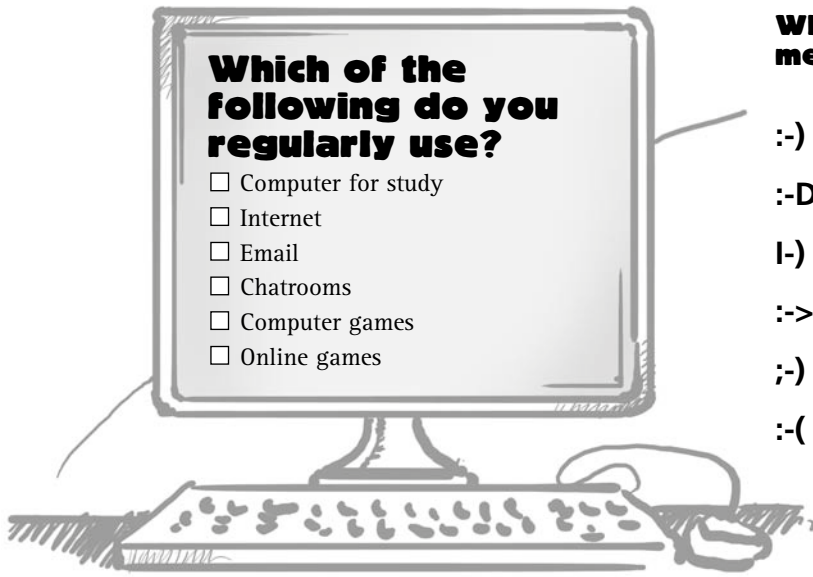 Which of the
following do you
regularly use?
☐ Computer for study
☐ Internet
☐ Email
☐ Chatrooms
☐ Computer games
☐ Online games
:-)
:-D
I-)
:->
;-)
:-(